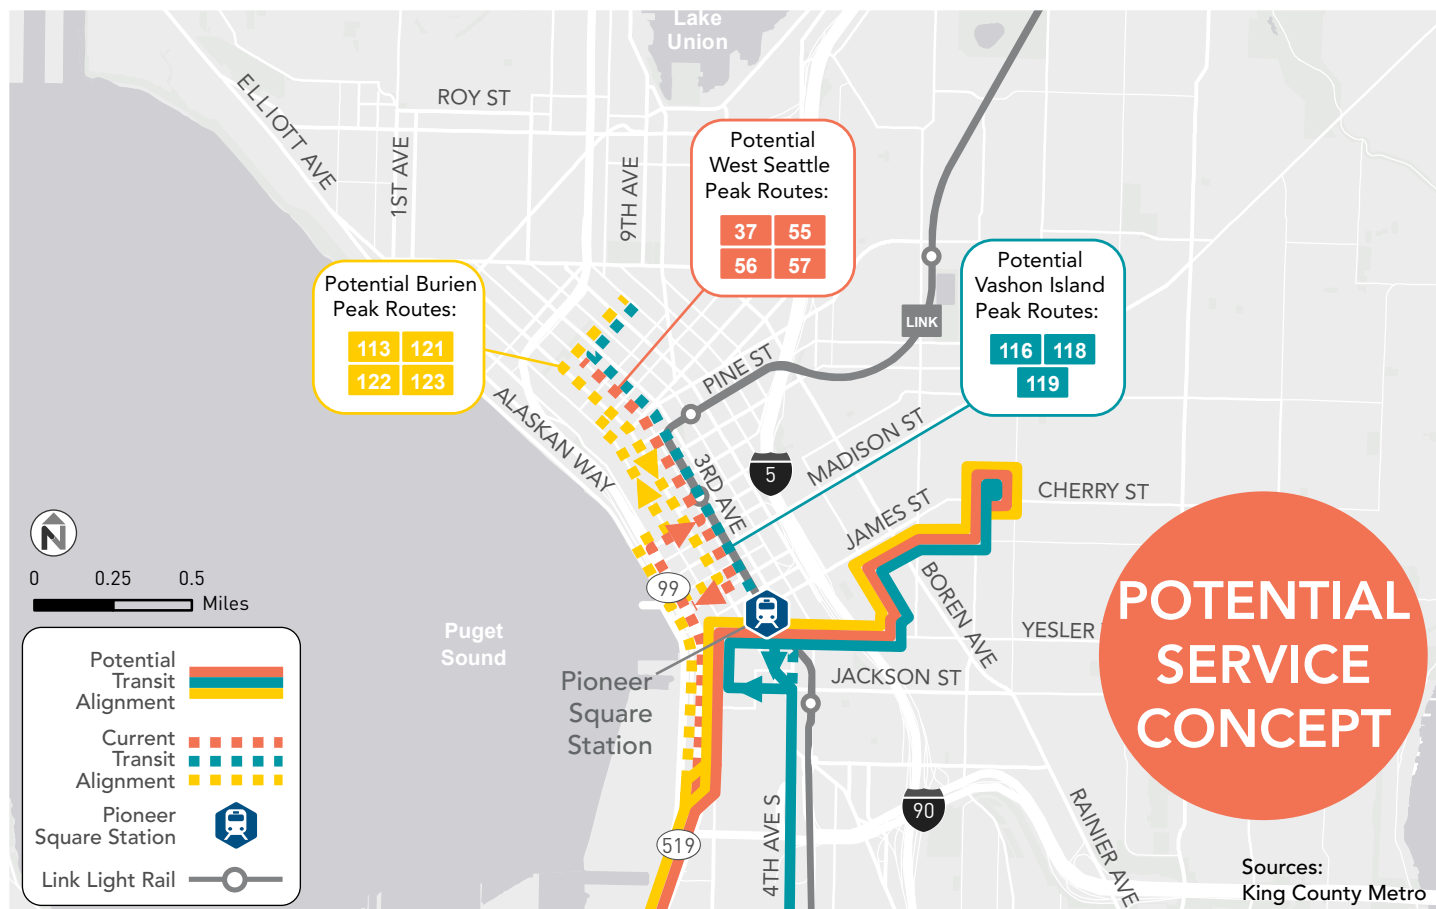 Lake
Union
ROY ST
ELLIOTT AVE
1ST AVE
9TH AVE
Potential
West Seattle
Peak Routes:
37 55
56 57
Potential Burien
Peak Routes:
113 121
122 123
Potential
Vashon Island
Peak Routes:
116 118
119
LINK
PINE ST
ALASKAN WAY
3RD AVE
5
MADISON ST
JAMES ST
CHERRY ST
BOREN AVE
YESLER
JACKSON ST
99
N
0 0.25 0.5
Miles
Puget
Sound
Pioneer
Square
Station
4TH AVE S
519
90
RAINIER AVE
POTENTIAL
SERVICE
CONCEPT
Potential
Transit
Alignment
Current
Transit
Alignment
Pioneer
Square Station
Link Light Rail
Sources:
King County Metro